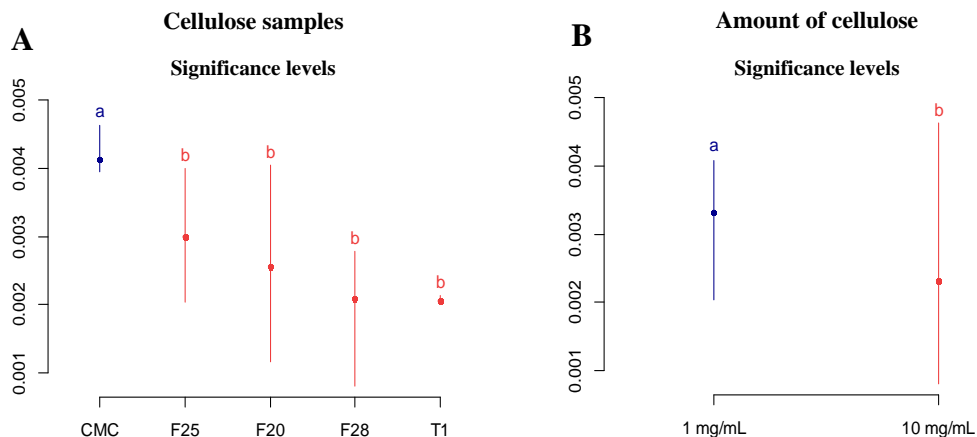 A
Cellulose samples
Significance levels
0.005
0.004
0.003
0.002
0.001
a
b
b
b
b
CMC F25 F20 F28 T1
B
Amount of cellulose
Significance levels
0.005
0.004
0.003
0.002
0.001
a
b
1 mg/mL 10 mg/mL